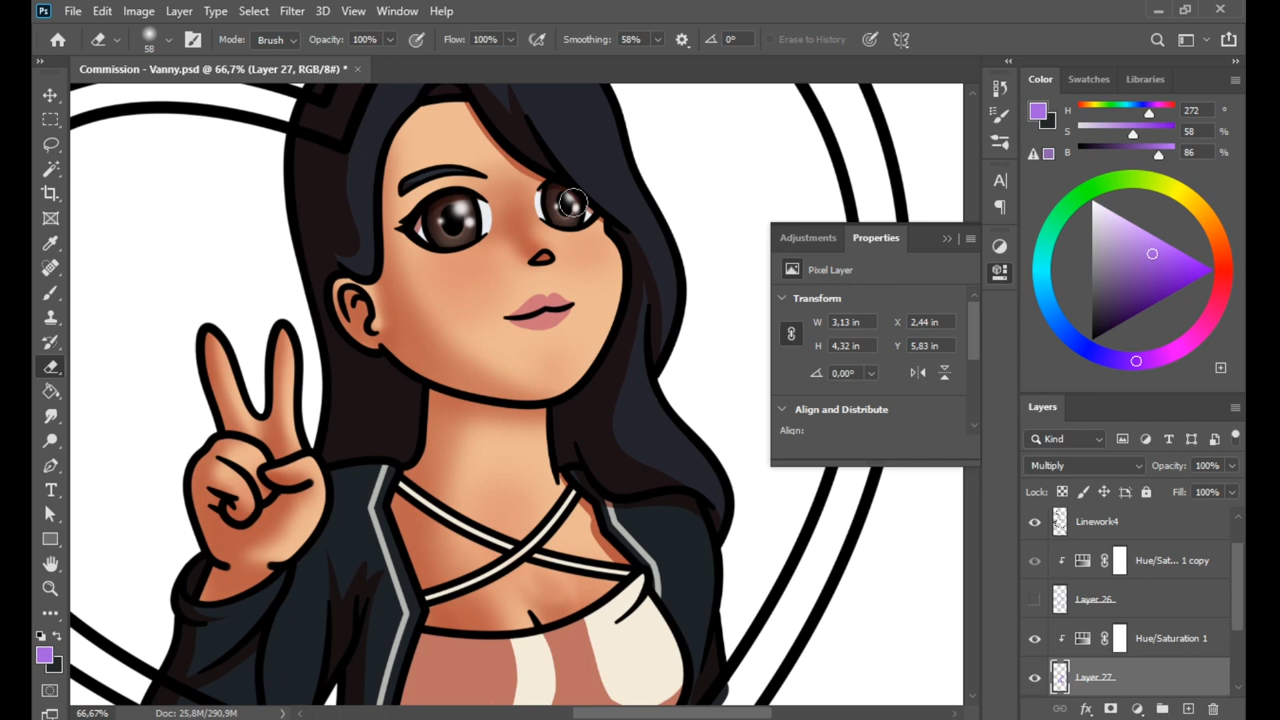 Ps File Edit Image Layer Type Select Filter 3D View Window Help
58 Mode: Brush Opacity: 100% Flow: 100% Smoothing: 58% 0° Erase to History
Commission - Vanny.psd @ 66,7% (Layer 27, RGB/8#) * ×
Color Swatches Libraries
H 272 °
S 58 %
B 86 %
Adjustments Properties
Pixel Layer
Transform
W 3,13 in X 2,44 in
H 4,32 in Y 5,83 in
0,00°
Align and Distribute
Align:
Layers
Kind
Multiply Opacity: 100%
Lock: Fill: 100%
Linework4
Hue/Sat... 1 copy
Layer 26
Hue/Saturation 1
Layer 27
66,67% Doc: 25,8M/290,9M